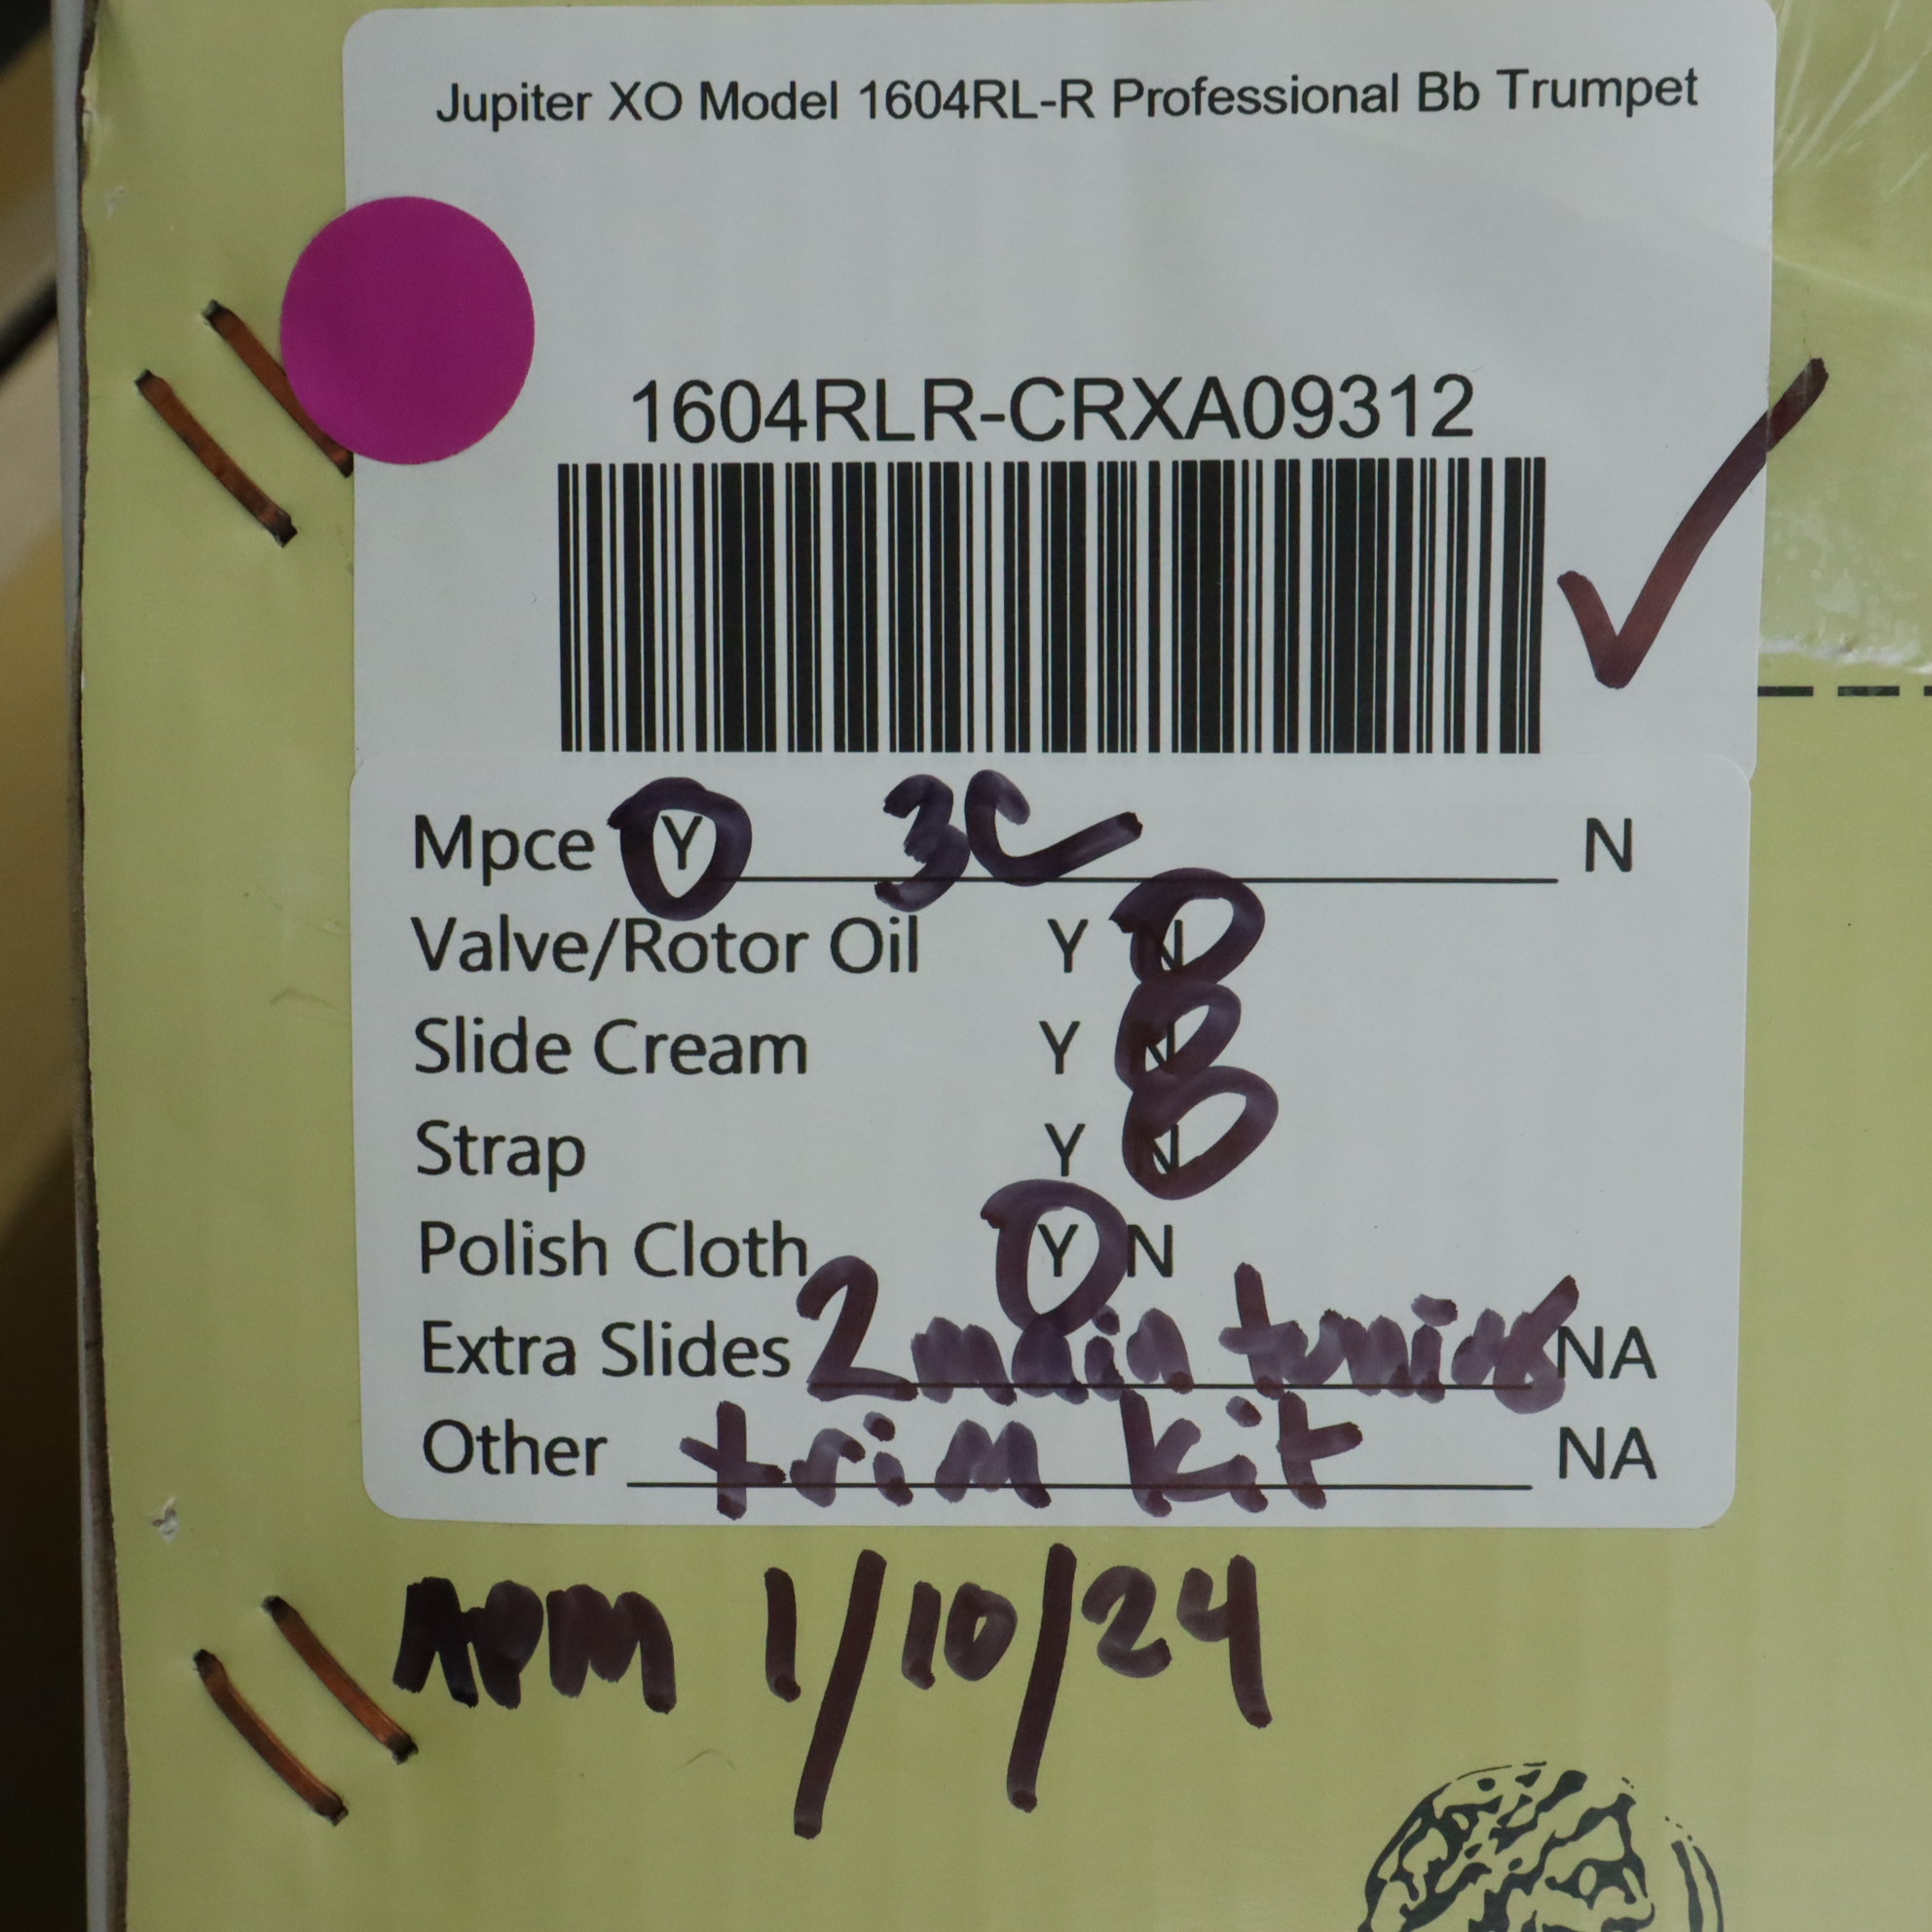 Jupiter XO Model 1604RL-R Professional Bb Trumpet
1604RLR-CRXA09312
Mpce Y 3C N
Valve/Rotor Oil Y N
Slide Cream Y N
Strap Y N
Polish Cloth Y N
Extra Slides 2 main tuning NA
Other trim kit NA
APM 1/10/24